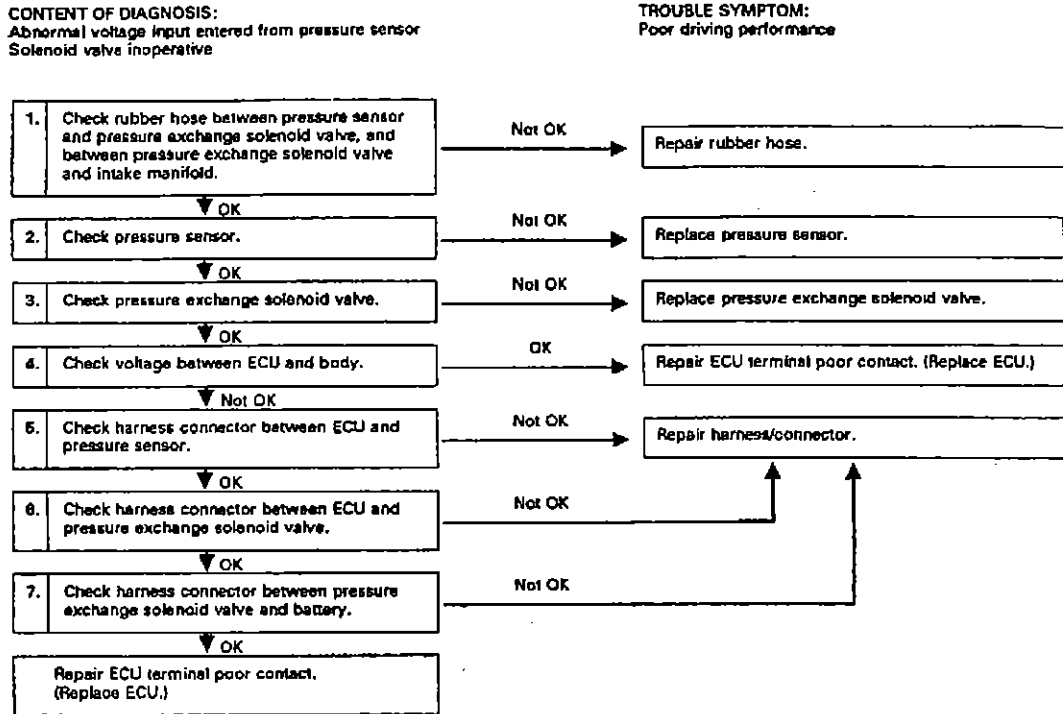 CONTENT OF DIAGNOSIS:
Abnormal voltage input entered from pressure sensor
Solenoid valve inoperative
TROUBLE SYMPTOM:
Poor driving performance
1. Check rubber hose between pressure sensor
and pressure exchange solenoid valve, and
between pressure exchange solenoid valve
and intake manifold.
Not OK
Repair rubber hose.
OK
2. Check pressure sensor.
Not OK
Replace pressure sensor.
OK
3. Check pressure exchange solenoid valve.
Not OK
Replace pressure exchange solenoid valve.
OK
4. Check voltage between ECU and body.
OK
Repair ECU terminal poor contact. (Replace ECU.)
Not OK
5. Check harness connector between ECU and
pressure sensor.
Not OK
Repair harness/connector.
OK
6. Check harness connector between ECU and
pressure exchange solenoid valve.
Not OK
OK
7. Check harness connector between pressure
exchange solenoid valve and battery.
Not OK
OK
Repair ECU terminal poor contact.
(Replace ECU.)